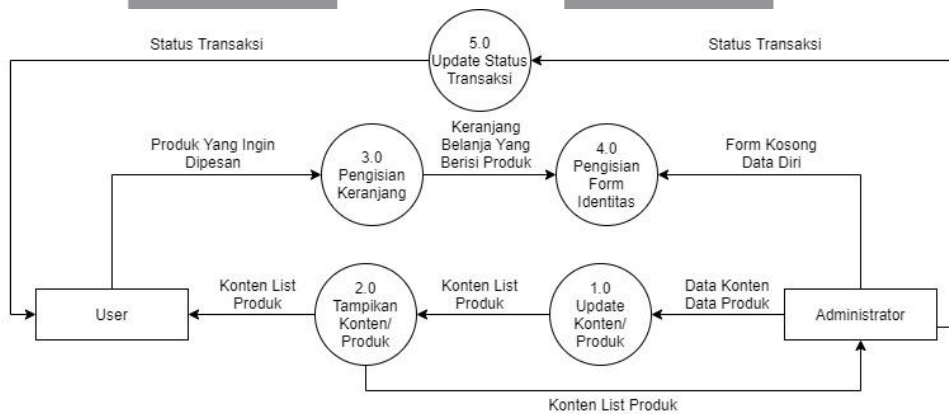 Status Transaksi
5.0
Update Status
Transaksi
Status Transaksi
Produk Yang Ingin
Dipesan
3.0
Pengisian
Keranjang
Keranjang
Belanja Yang
Berisi Produk
4.0
Pengisian
Form
Identitas
Form Kosong
Data Diri
User
Konten List
Produk
2.0
Tampikan
Konten/
Produk
Konten List
Produk
1.0
Update
Konten/
Produk
Data Konten
Data Produk
Administrator
Konten List Produk